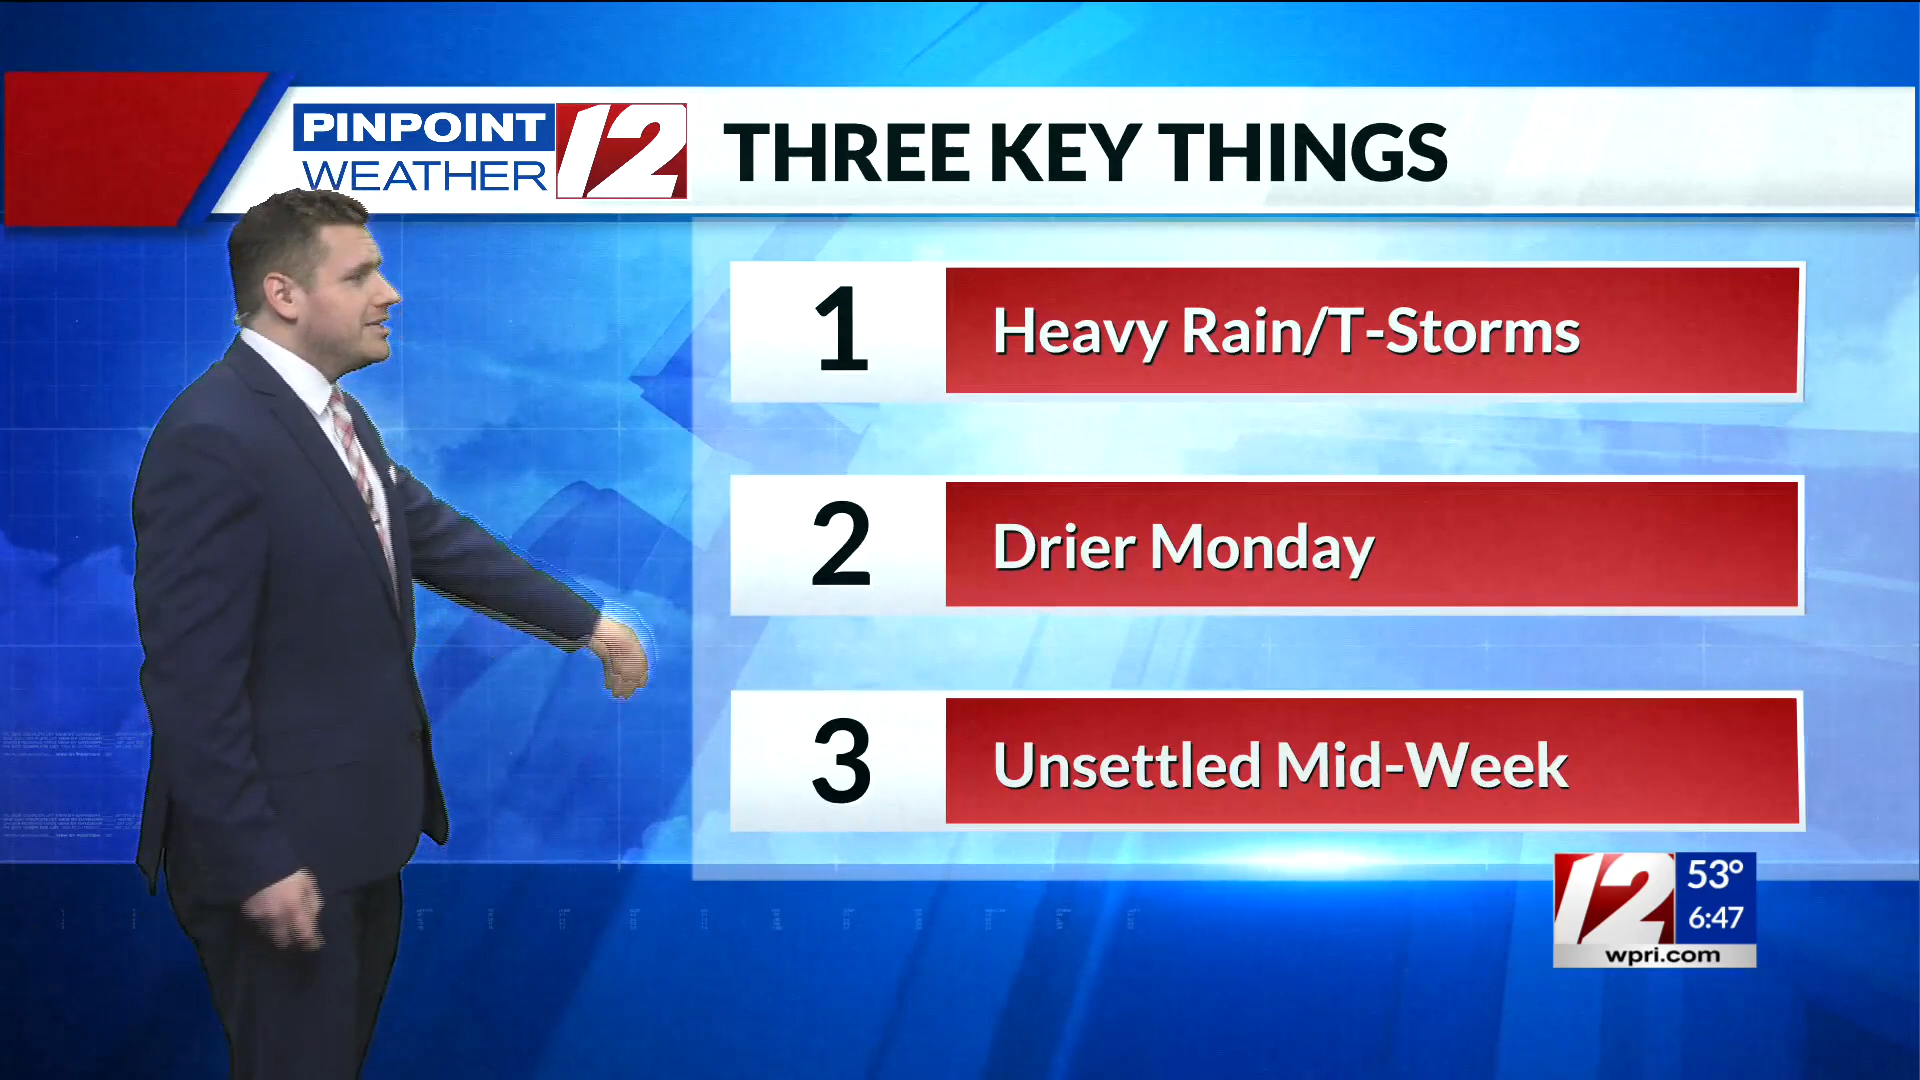 PINPOINT
WEATHER 12
THREE KEY THINGS
1 Heavy Rain/T-Storms
2 Drier Monday
3 Unsettled Mid-Week
12 53°
6:47
wpri.com